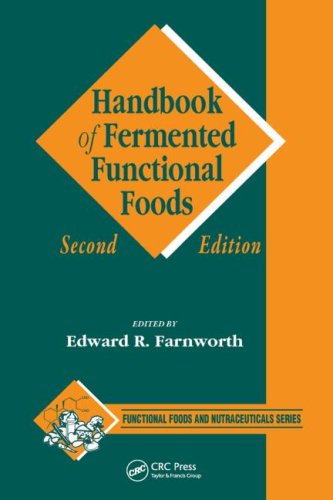 Handbook
of Fermented
Functional
Foods
Second Edition
EDITED BY
Edward R. Farnworth
FUNCTIONAL FOODS AND NUTRACEUTICALS SERIES
CRC Press
Taylor & Francis Group